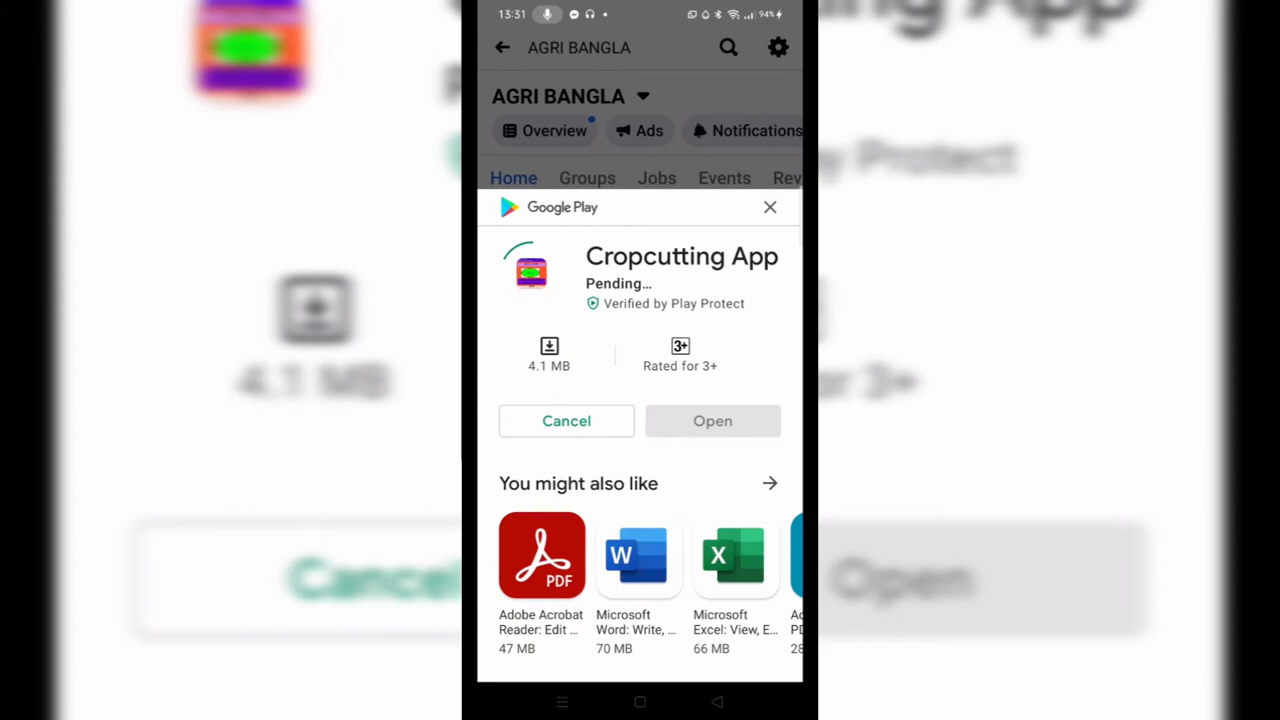 13:31
94%
AGRI BANGLA
AGRI BANGLA
Overview Ads Notifications
Home Groups Jobs Events Rev
Google Play
Cropcutting App
Pending...
Verified by Play Protect
3+
4.1 MB Rated for 3+
Cancel Open
You might also like
PDF W X
Adobe Acrobat Reader: Edit ...
47 MB
Microsoft Word: Write, ...
70 MB
Microsoft Excel: View, E...
66 MB
28